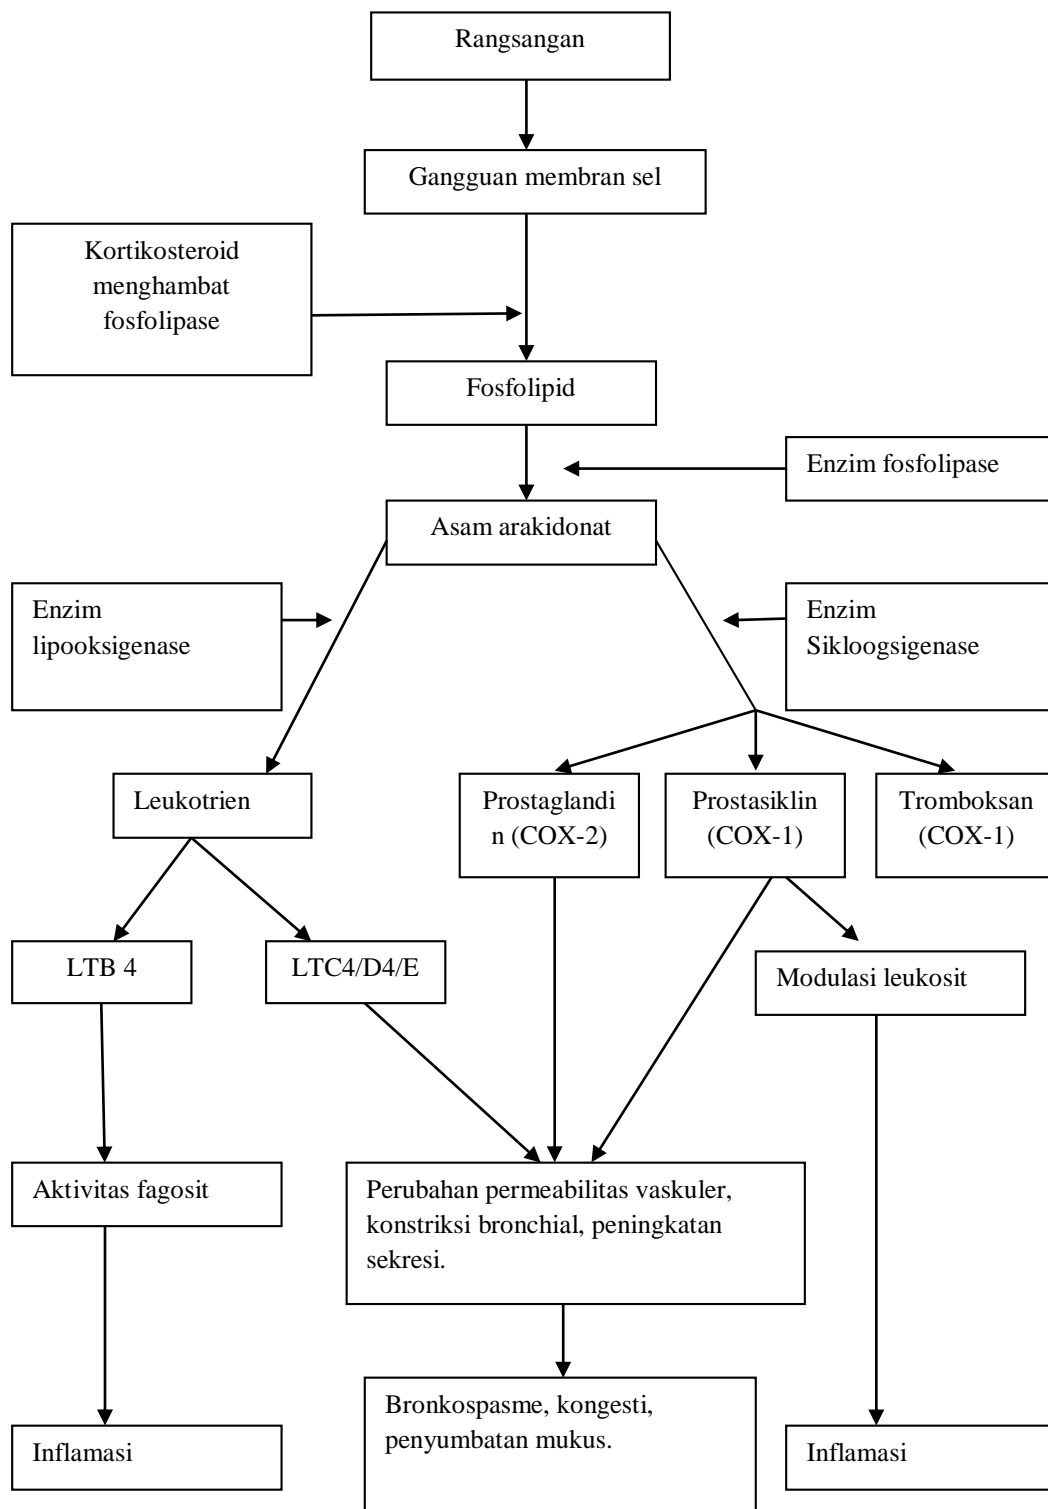 Rangsangan
Gangguan membran sel
Kortikosteroid
menghambat
fosfolipase
Fosfolipid
Enzim fosfolipase
Asam arakidonat
Enzim
lipooksigenase
Enzim
Sikloogsigenase
Leukotrien
Prostaglandi
n (COX-2)
Prostasiklin
(COX-1)
Tromboksan
(COX-1)
LTB 4
LTC4/D4/E
Modulasi leukosit
Aktivitas fagosit
Perubahan permeabilitas vaskuler,
konstriksi bronchial, peningkatan
sekresi.
Bronkospasme, kongesti,
penyumbatan mukus.
Inflamasi
Inflamasi